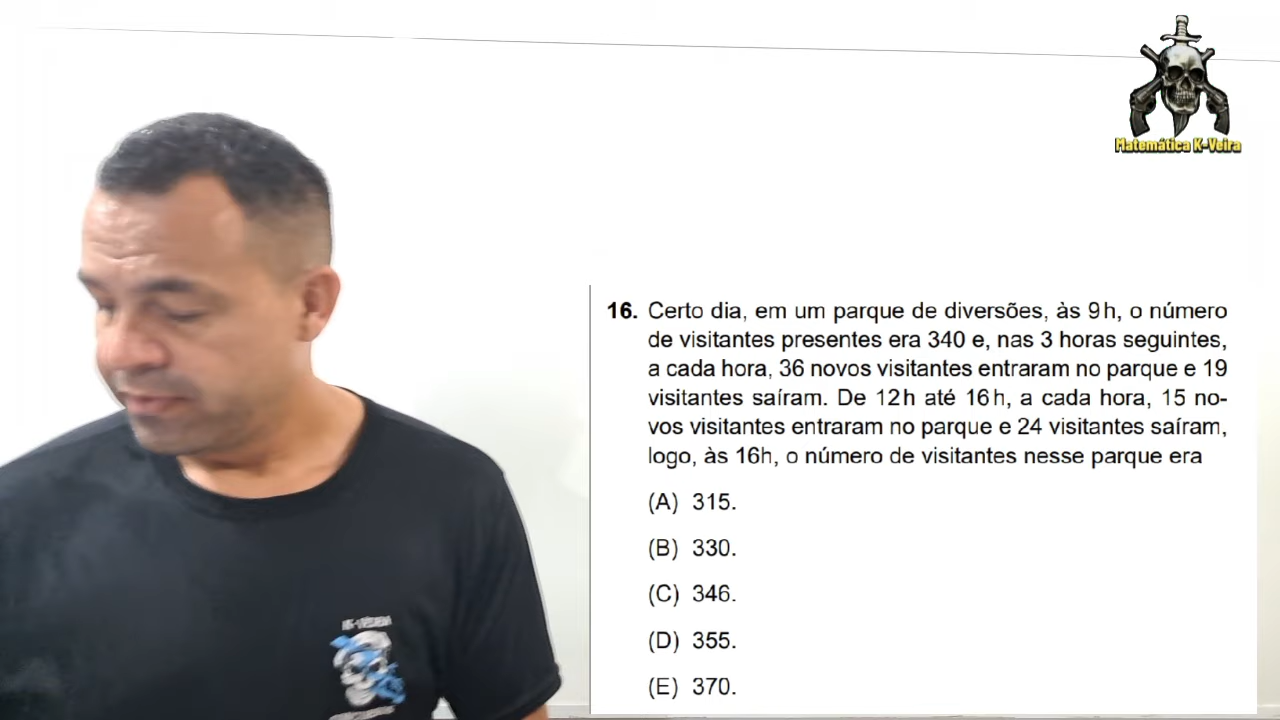 Matemática K-Veira
16. Certo dia, em um parque de diversões, às 9h, o número
de visitantes presentes era 340 e, nas 3 horas seguintes,
a cada hora, 36 novos visitantes entraram no parque e 19
visitantes saíram. De 12h até 16h, a cada hora, 15 no-
vos visitantes entraram no parque e 24 visitantes saíram,
logo, às 16h, o número de visitantes nesse parque era
(A) 315.
(B) 330.
(C) 346.
(D) 355.
(E) 370.